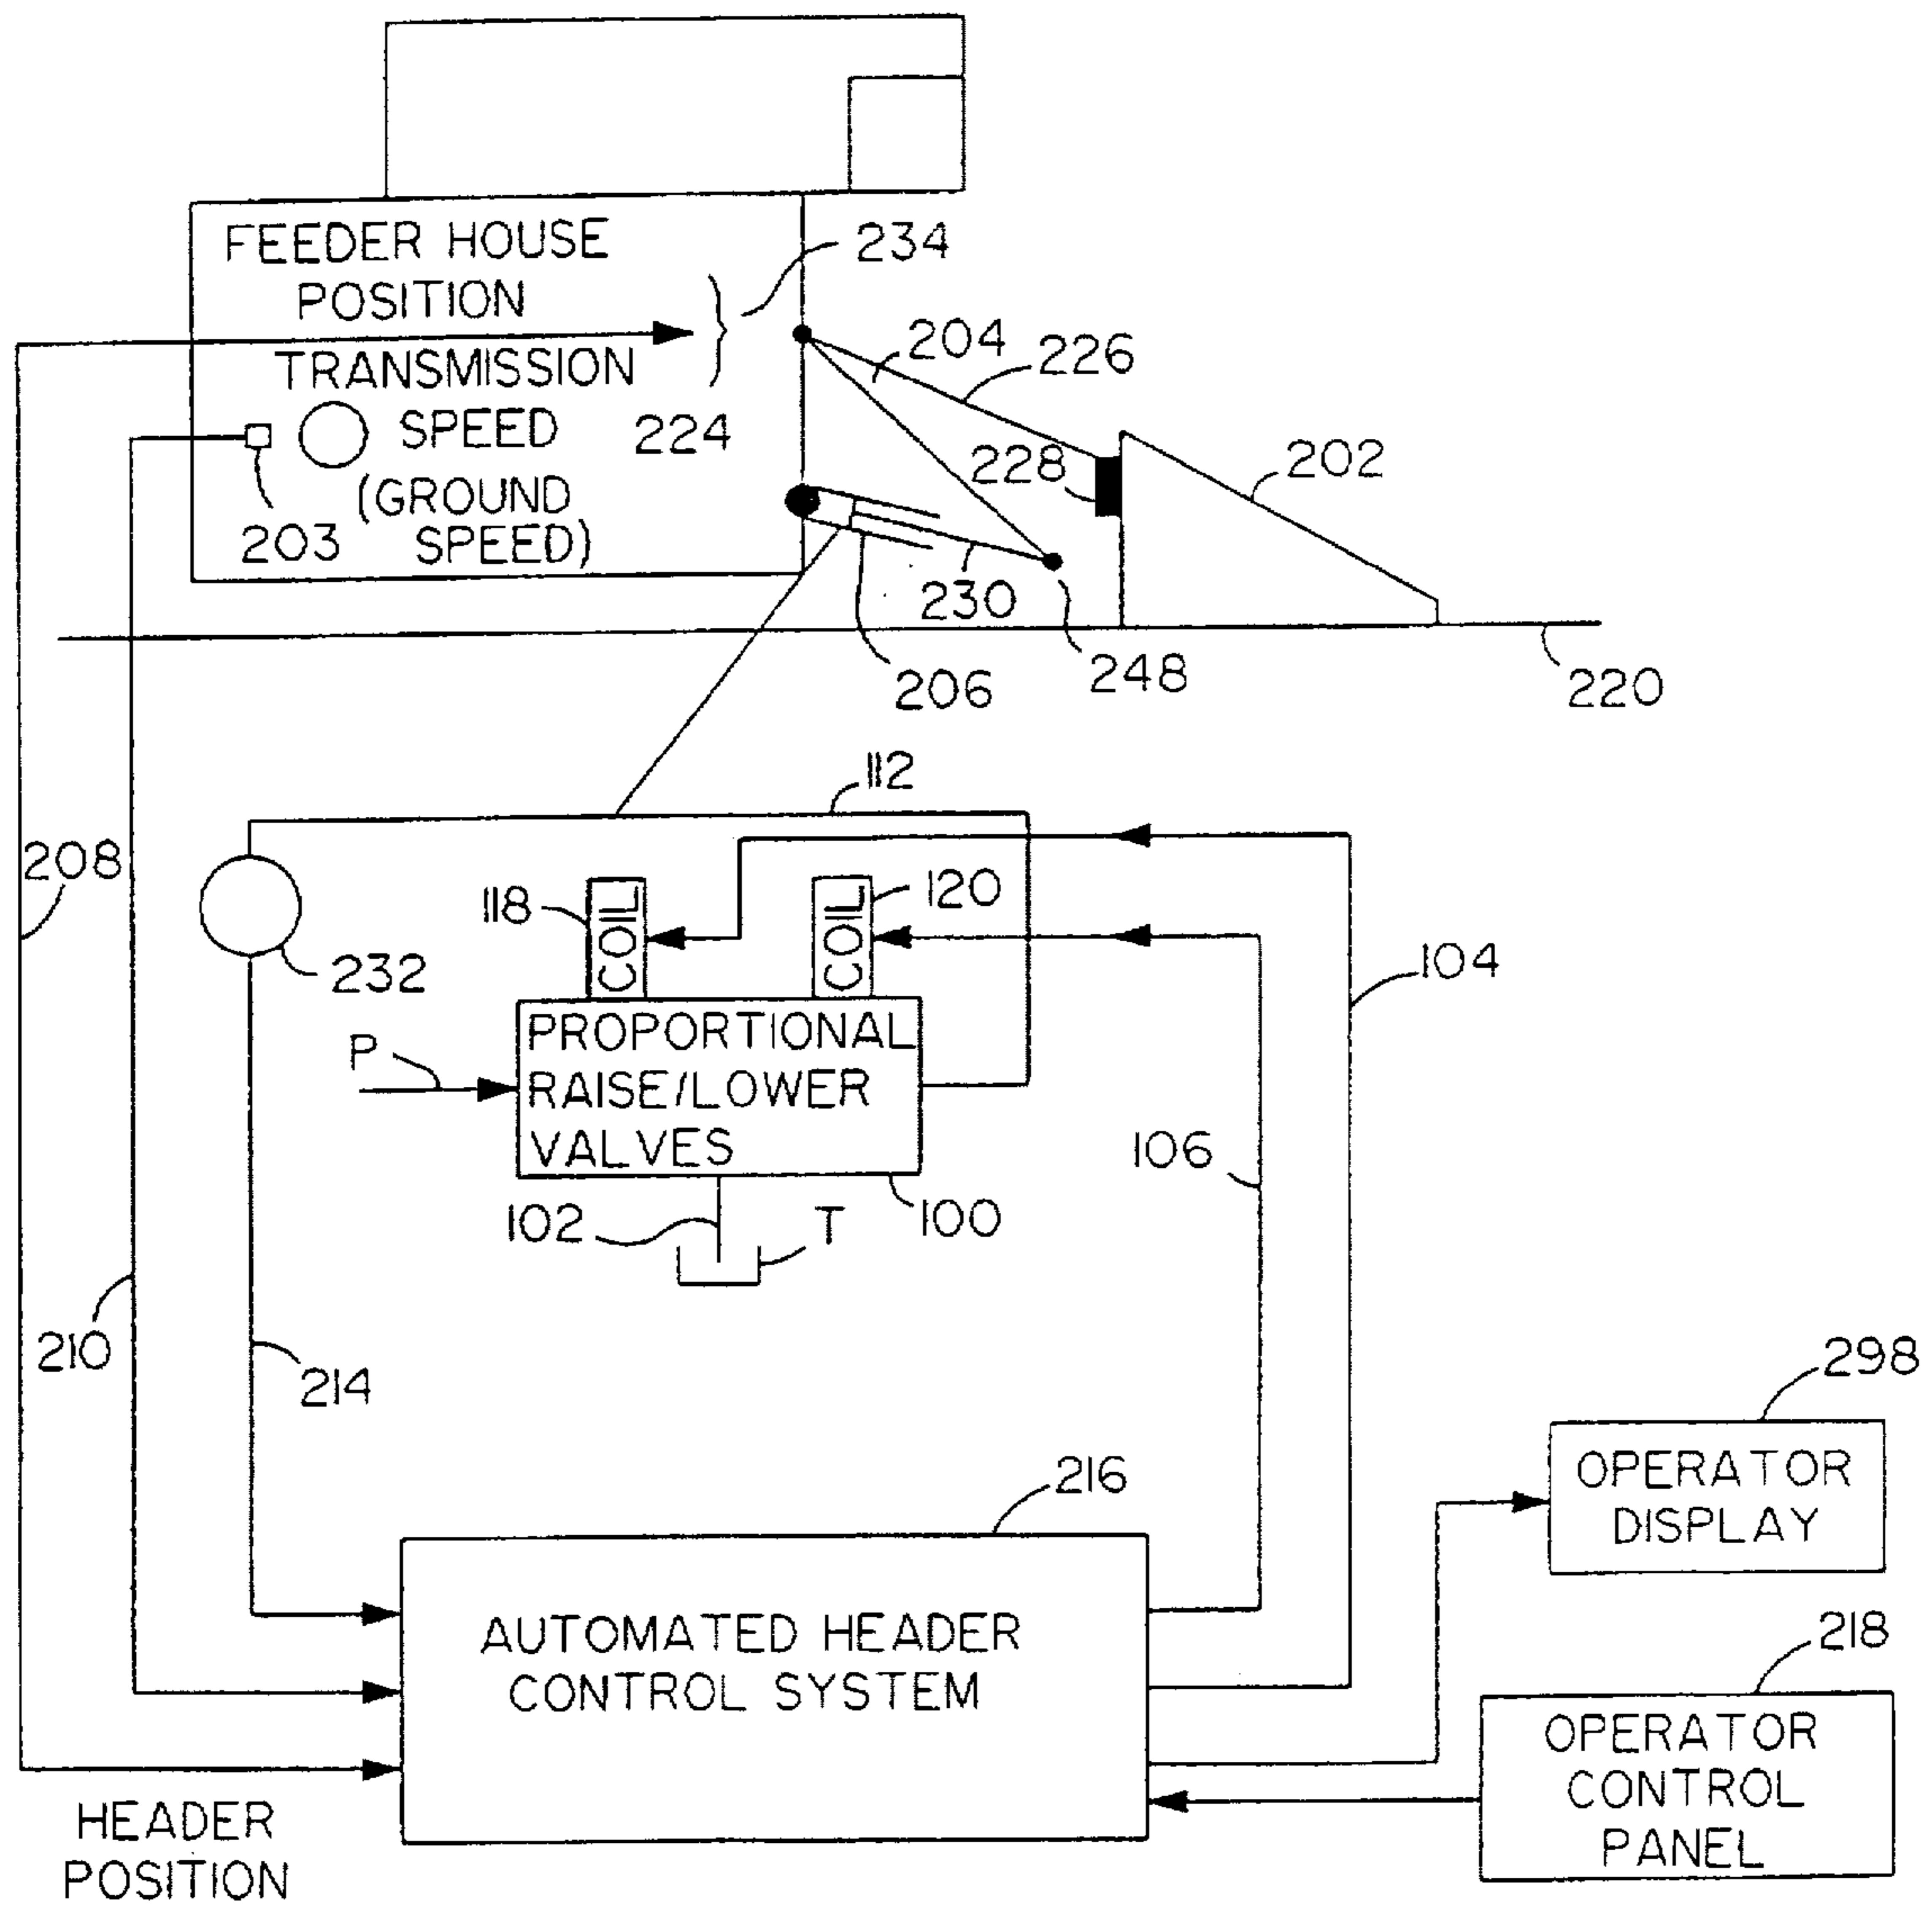 FEEDER HOUSE
POSITION
234
TRANSMISSION
SPEED
(GROUND
SPEED)
224
203
204
226
228
202
230
206
248
220
112
208
118
COIL
COIL
120
232
104
P
PROPORTIONAL
RAISE/LOWER
VALVES
106
102
T
100
210
214
298
216
OPERATOR
DISPLAY
AUTOMATED HEADER
CONTROL SYSTEM
218
OPERATOR
CONTROL
PANEL
HEADER
POSITION